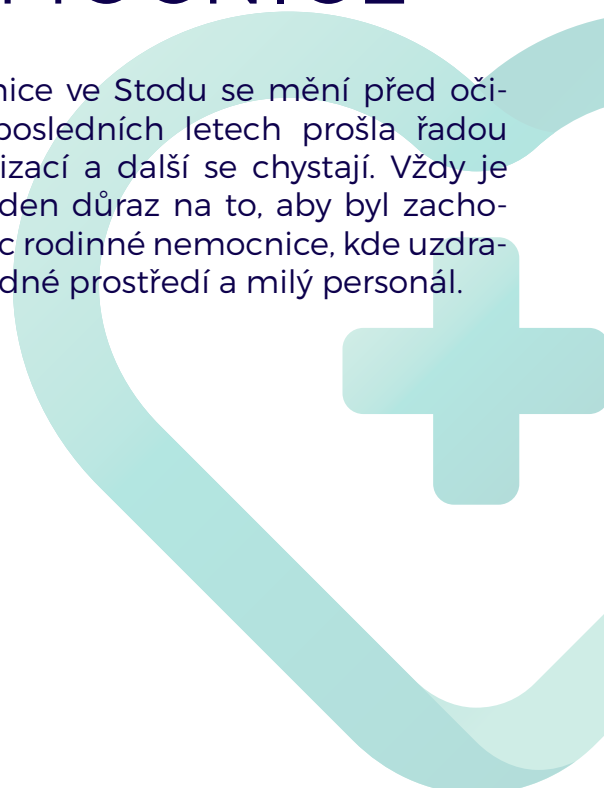 nice ve Stodu se mění před oči-
posledních letech prošla řadou
izací a další se chystají. Vždy je
den důraz na to, aby byl zacho-
c rodinné nemocnice, kde uzdra-
dné prostředí a milý personál.